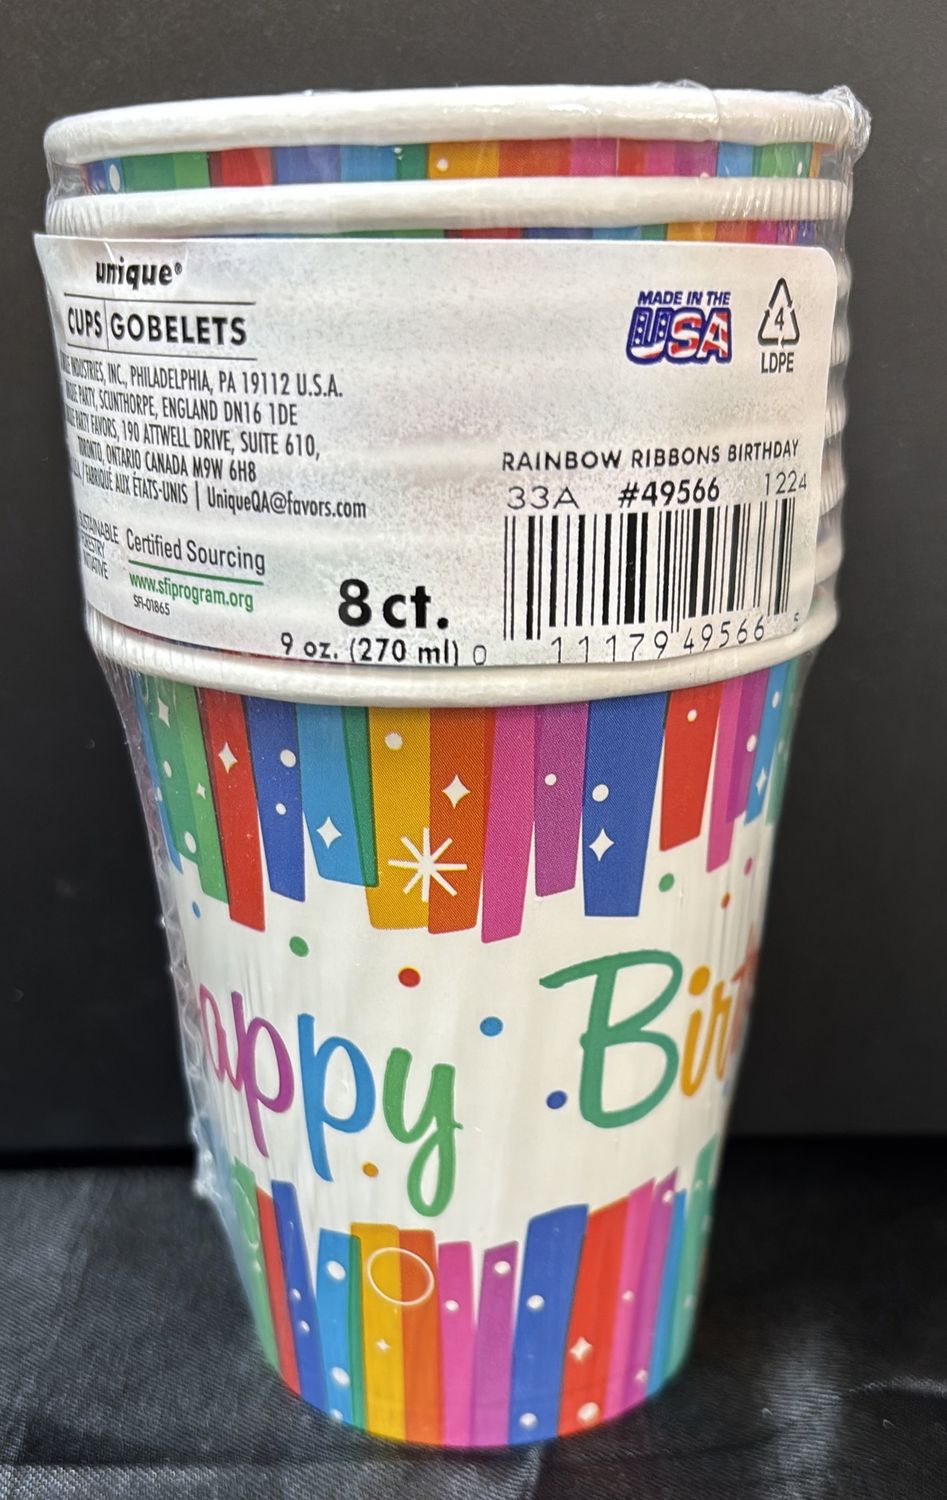 unique®
CUPS GOBELETS
INDUSTRIES, INC., PHILADELPHIA, PA 19112 U.S.A.
PARTY, SCUNTHORPE, ENGLAND DN16 1DE
PARTY FAVORS, 190 ATTWELL DRIVE, SUITE 610,
TORONTO, ONTARIO CANADA M9W 6H8
/ FABRIQUÉ AUX ÉTATS-UNIS | UniqueQA@favors.com
Certified Sourcing
www.sfiprogram.org
SFI-01865
8 ct.
9 oz. (270 ml)
MADE IN THE
USA
4
LDPE
RAINBOW RIBBONS BIRTHDAY
33A #49566 1224
0 11179 49566 5
appy Birt